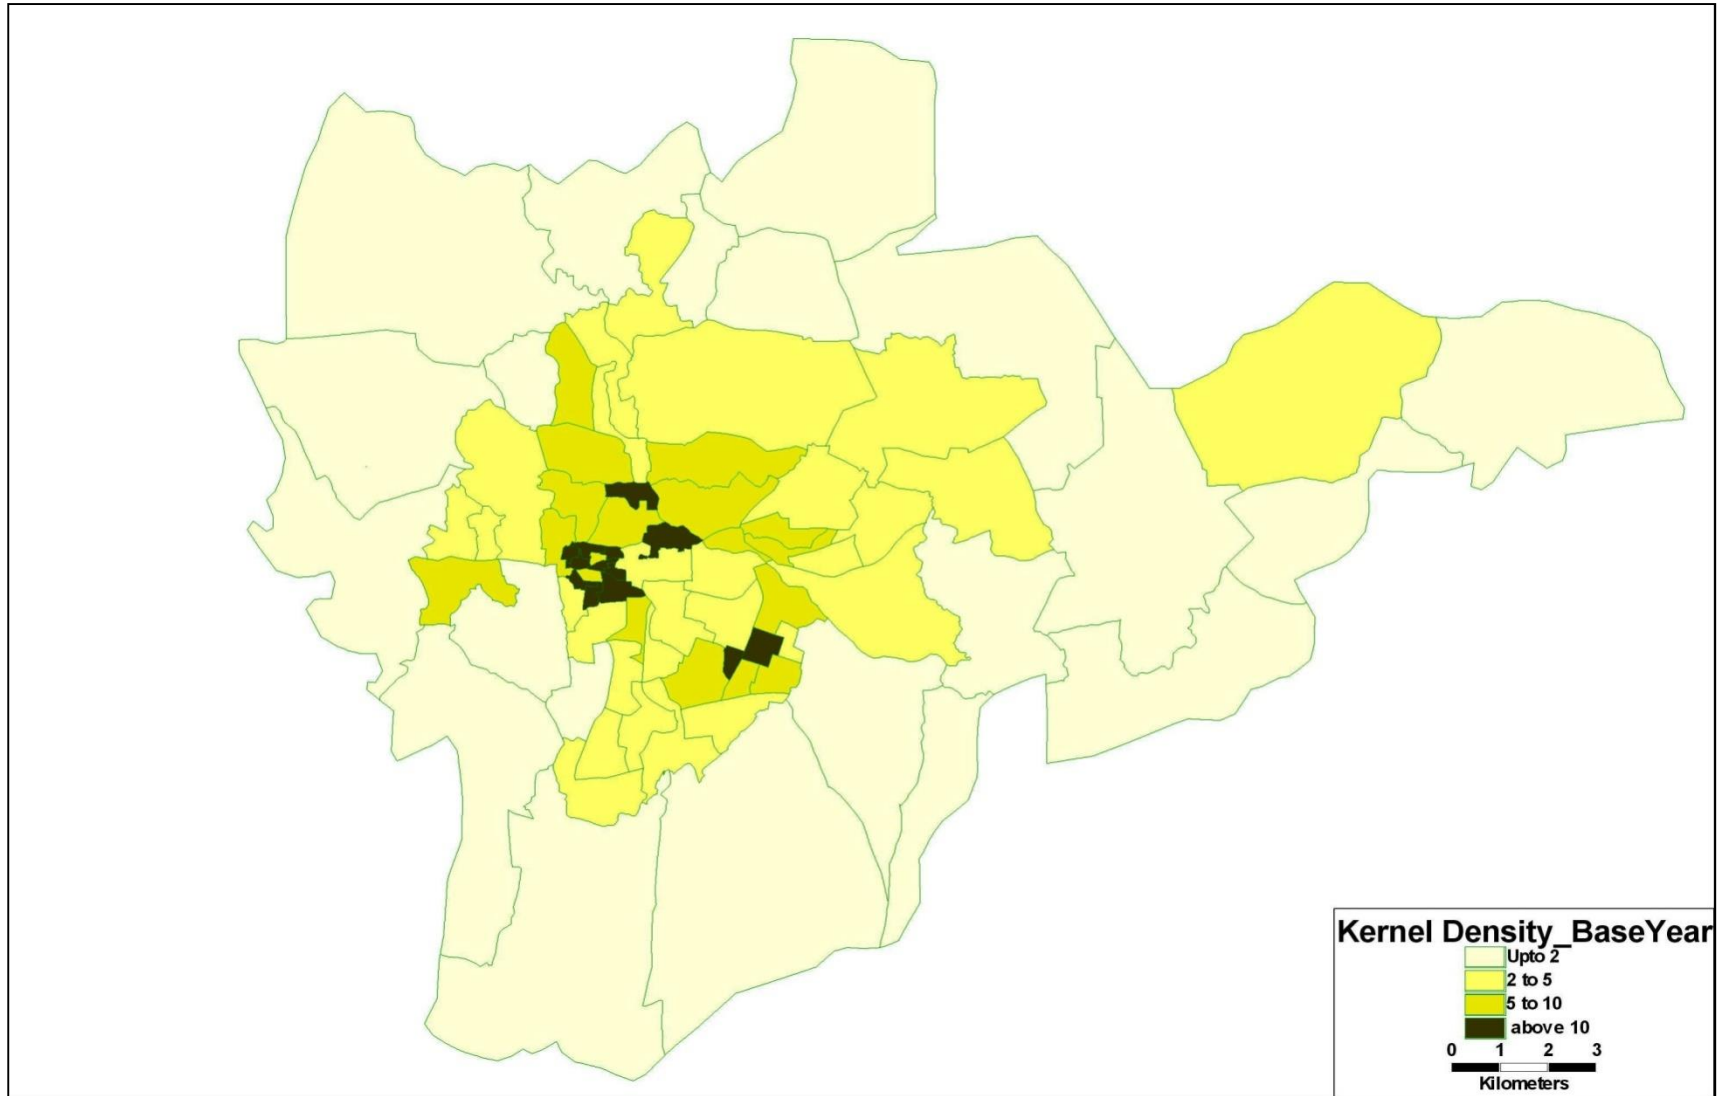 Kernel Density_BaseYear
Upto 2
2 to 5
5 to 10
above 10
0 1 2 3
Kilometers